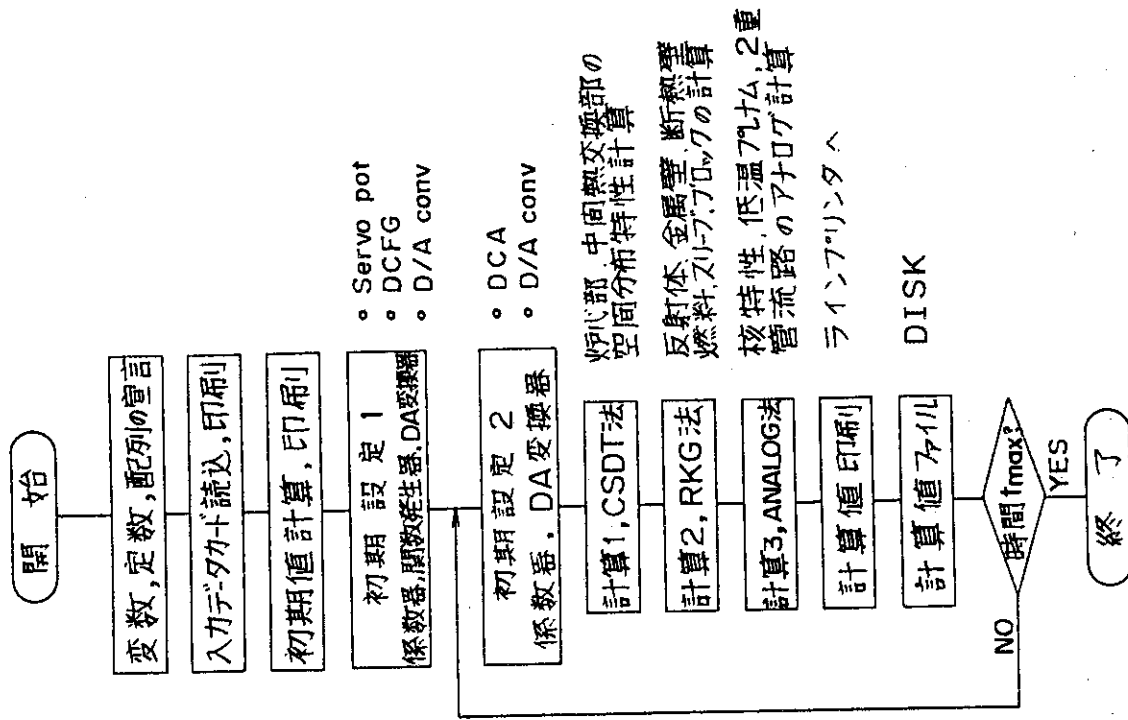 開始
変数,定数,配列の宣言
入力データカード読込,印刷
初期値計算,印刷
初期設定1
係数器,関数発生器,DA変換器
• Servo pot
• DCFG
• D/A conv
初期設定2
係数器,DA変換器
• DCA
• D/A conv
計算1,CSDT法
炉心部,中間熱交換部の
空間分布特性計算
計算2,RKG法
反射体,金属壁,断熱壁
燃料,スリーブ,ブロックの計算
計算3,ANALOG法
核特性,低温プレナム,2重
管流路のアナログ計算
計算値印刷
ラインプリンタへ
計算値ファイル
DISK
時間tmax?
NO
YES
終了